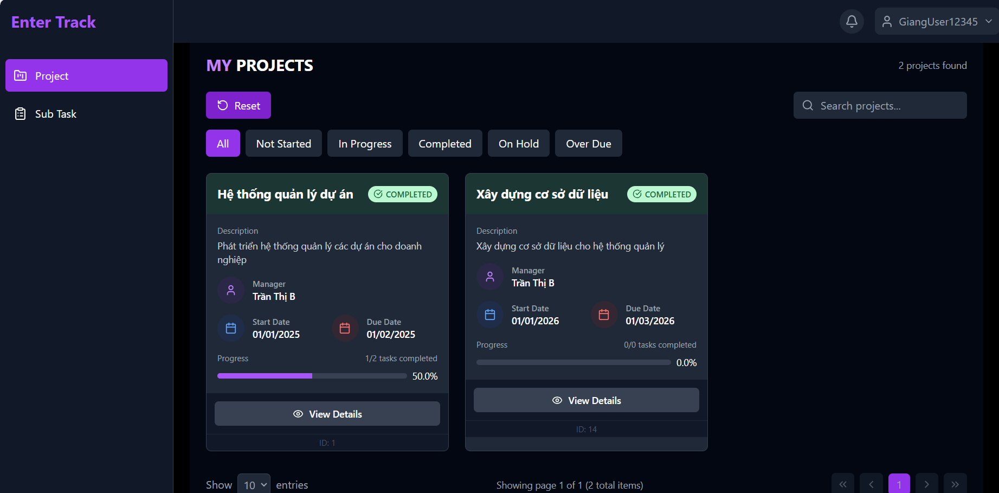 Enter Track
GiangUser12345
Project
Sub Task
MY PROJECTS
2 projects found
Reset
Search projects...
All
Not Started
In Progress
Completed
On Hold
Over Due
Hệ thống quản lý dự án
COMPLETED
Description
Phát triển hệ thống quản lý các dự án cho doanh
nghiệp
Manager
Trần Thị B
Start Date
01/01/2025
Due Date
01/02/2025
Progress
1/2 tasks completed
50.0%
View Details
ID: 1
Xây dựng cơ sở dữ liệu
COMPLETED
Description
Xây dựng cơ sở dữ liệu cho hệ thống quản lý
Manager
Trần Thị B
Start Date
01/01/2026
Due Date
01/03/2026
Progress
0/0 tasks completed
0.0%
View Details
ID: 14
Show 10 entries
Showing page 1 of 1 (2 total items)
1